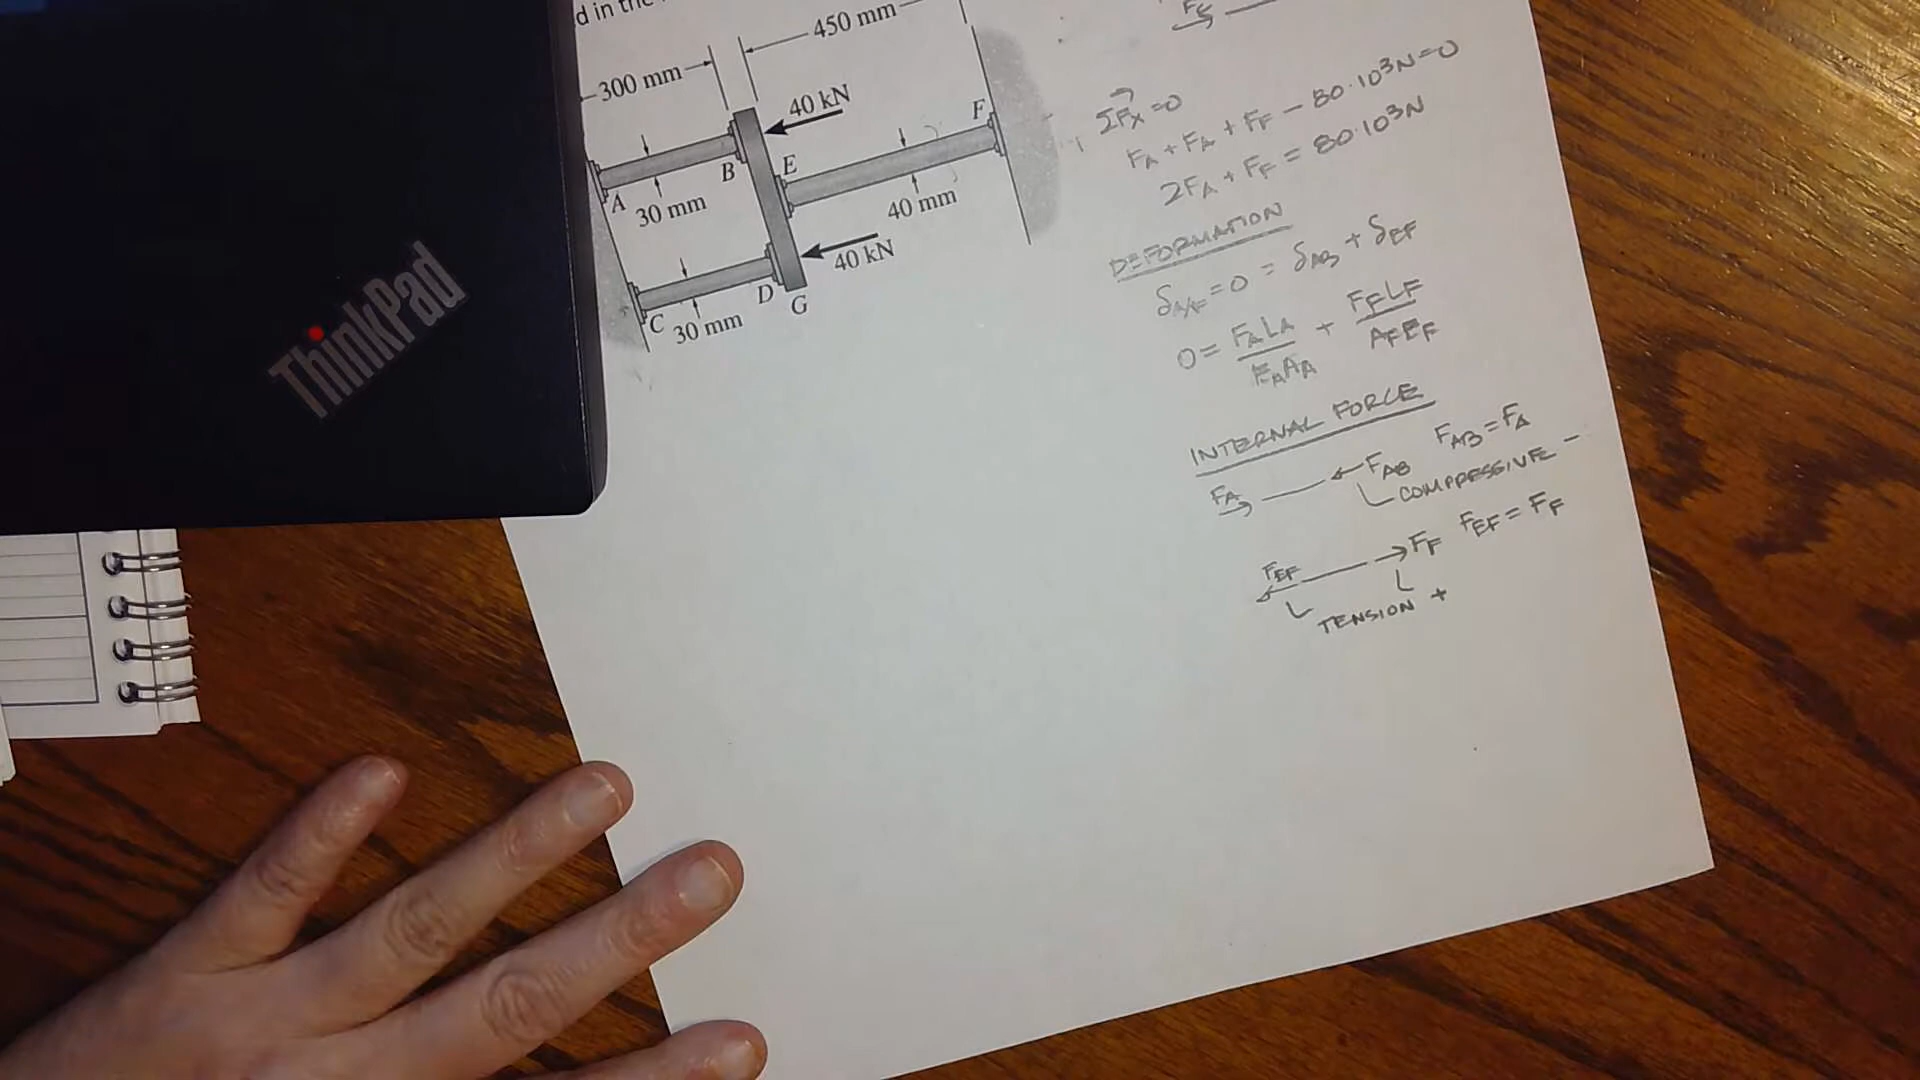 d in the
450 mm
300 mm
40 kN
F
B
E
A
30 mm
40 mm
40 kN
D
G
C
30 mm
ThinkPad
ΣFx = 0
FA + FA + FF - 80·10³N = 0
2FA + FF = 80·10³N
DEFORMATION
δA/F = 0 = δAB + δEF
0 = FALA/EAAA + FFLF/AFEF
INTERNAL FORCE
FA FAB FAB = FA
COMPRESSIVE -
FEF FF FEF = FF
TENSION +